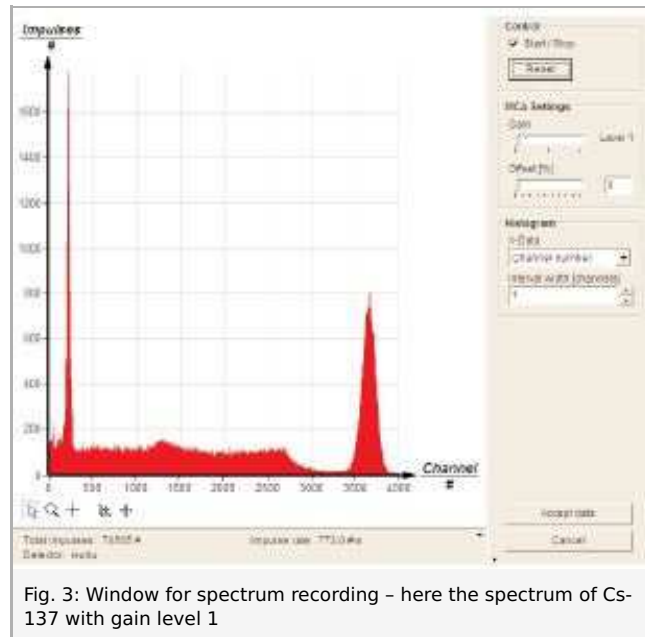 Impulses
#
1600
1400
1200
1000
800
600
400
200
0
0 500 1000 1500 2000 2500 3000 3500 4000
Channel
#
Control
Start / Stop
Reset
MCA Settings
Gain
Level 1
Offset [%]
Histogram
X-Data
Channel number
Interval width [channels]
Total impulses:
Impulse rate:
Detector:
Accept data
Cancel
Fig. 3: Window for spectrum recording – here the spectrum of Cs-
137 with gain level 1